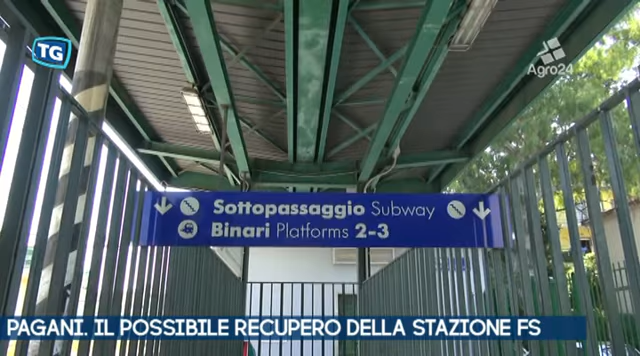 TG
Agro24
Sottopassaggio Subway
Binari Platforms 2-3
PAGANI. IL POSSIBILE RECUPERO DELLA STAZIONE FS